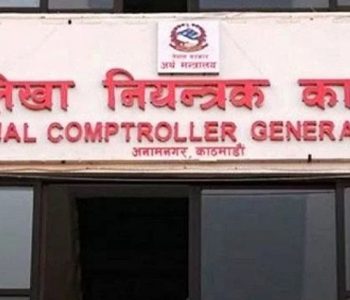 नेपाल सरकार
अर्थ मन्त्रालय
लेखा नियन्त्रक का
IAL COMPTROLLER GENERA
अनामनगर, काठमाडौं